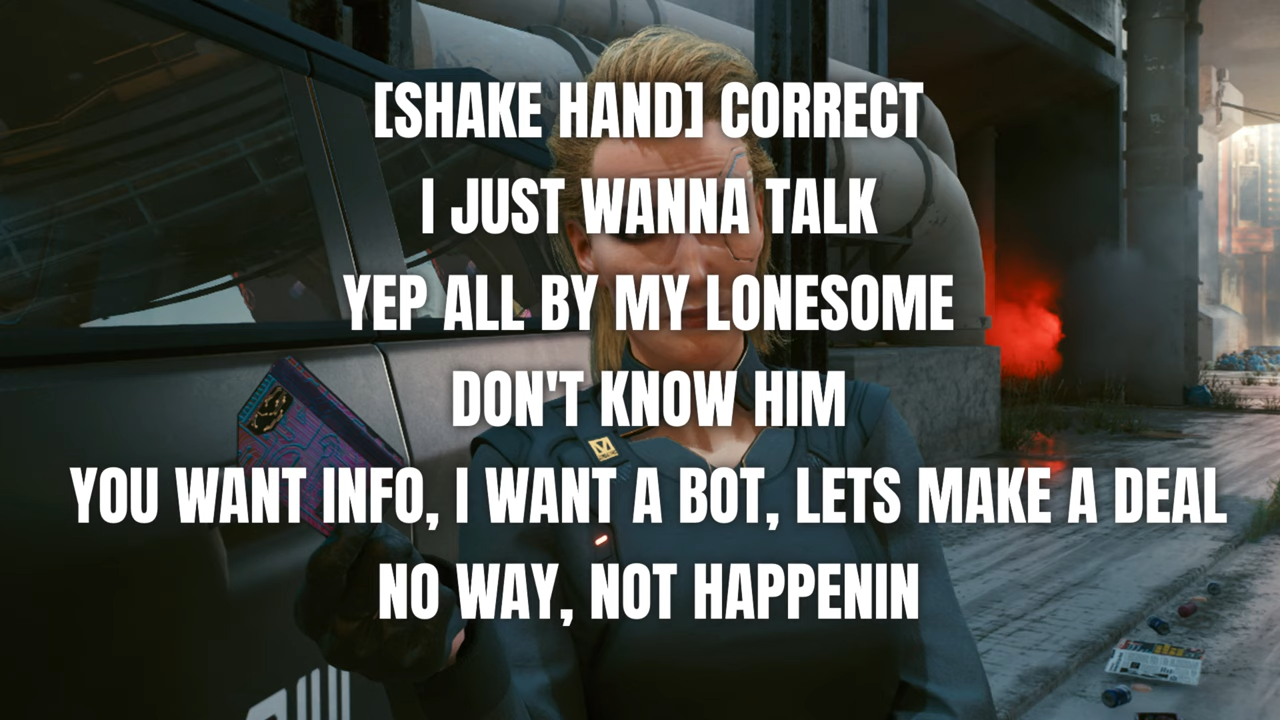 [SHAKE HAND] CORRECT
I JUST WANNA TALK
YEP ALL BY MY LONESOME
DON'T KNOW HIM
YOU WANT INFO, I WANT A BOT, LETS MAKE A DEAL
NO WAY, NOT HAPPENIN